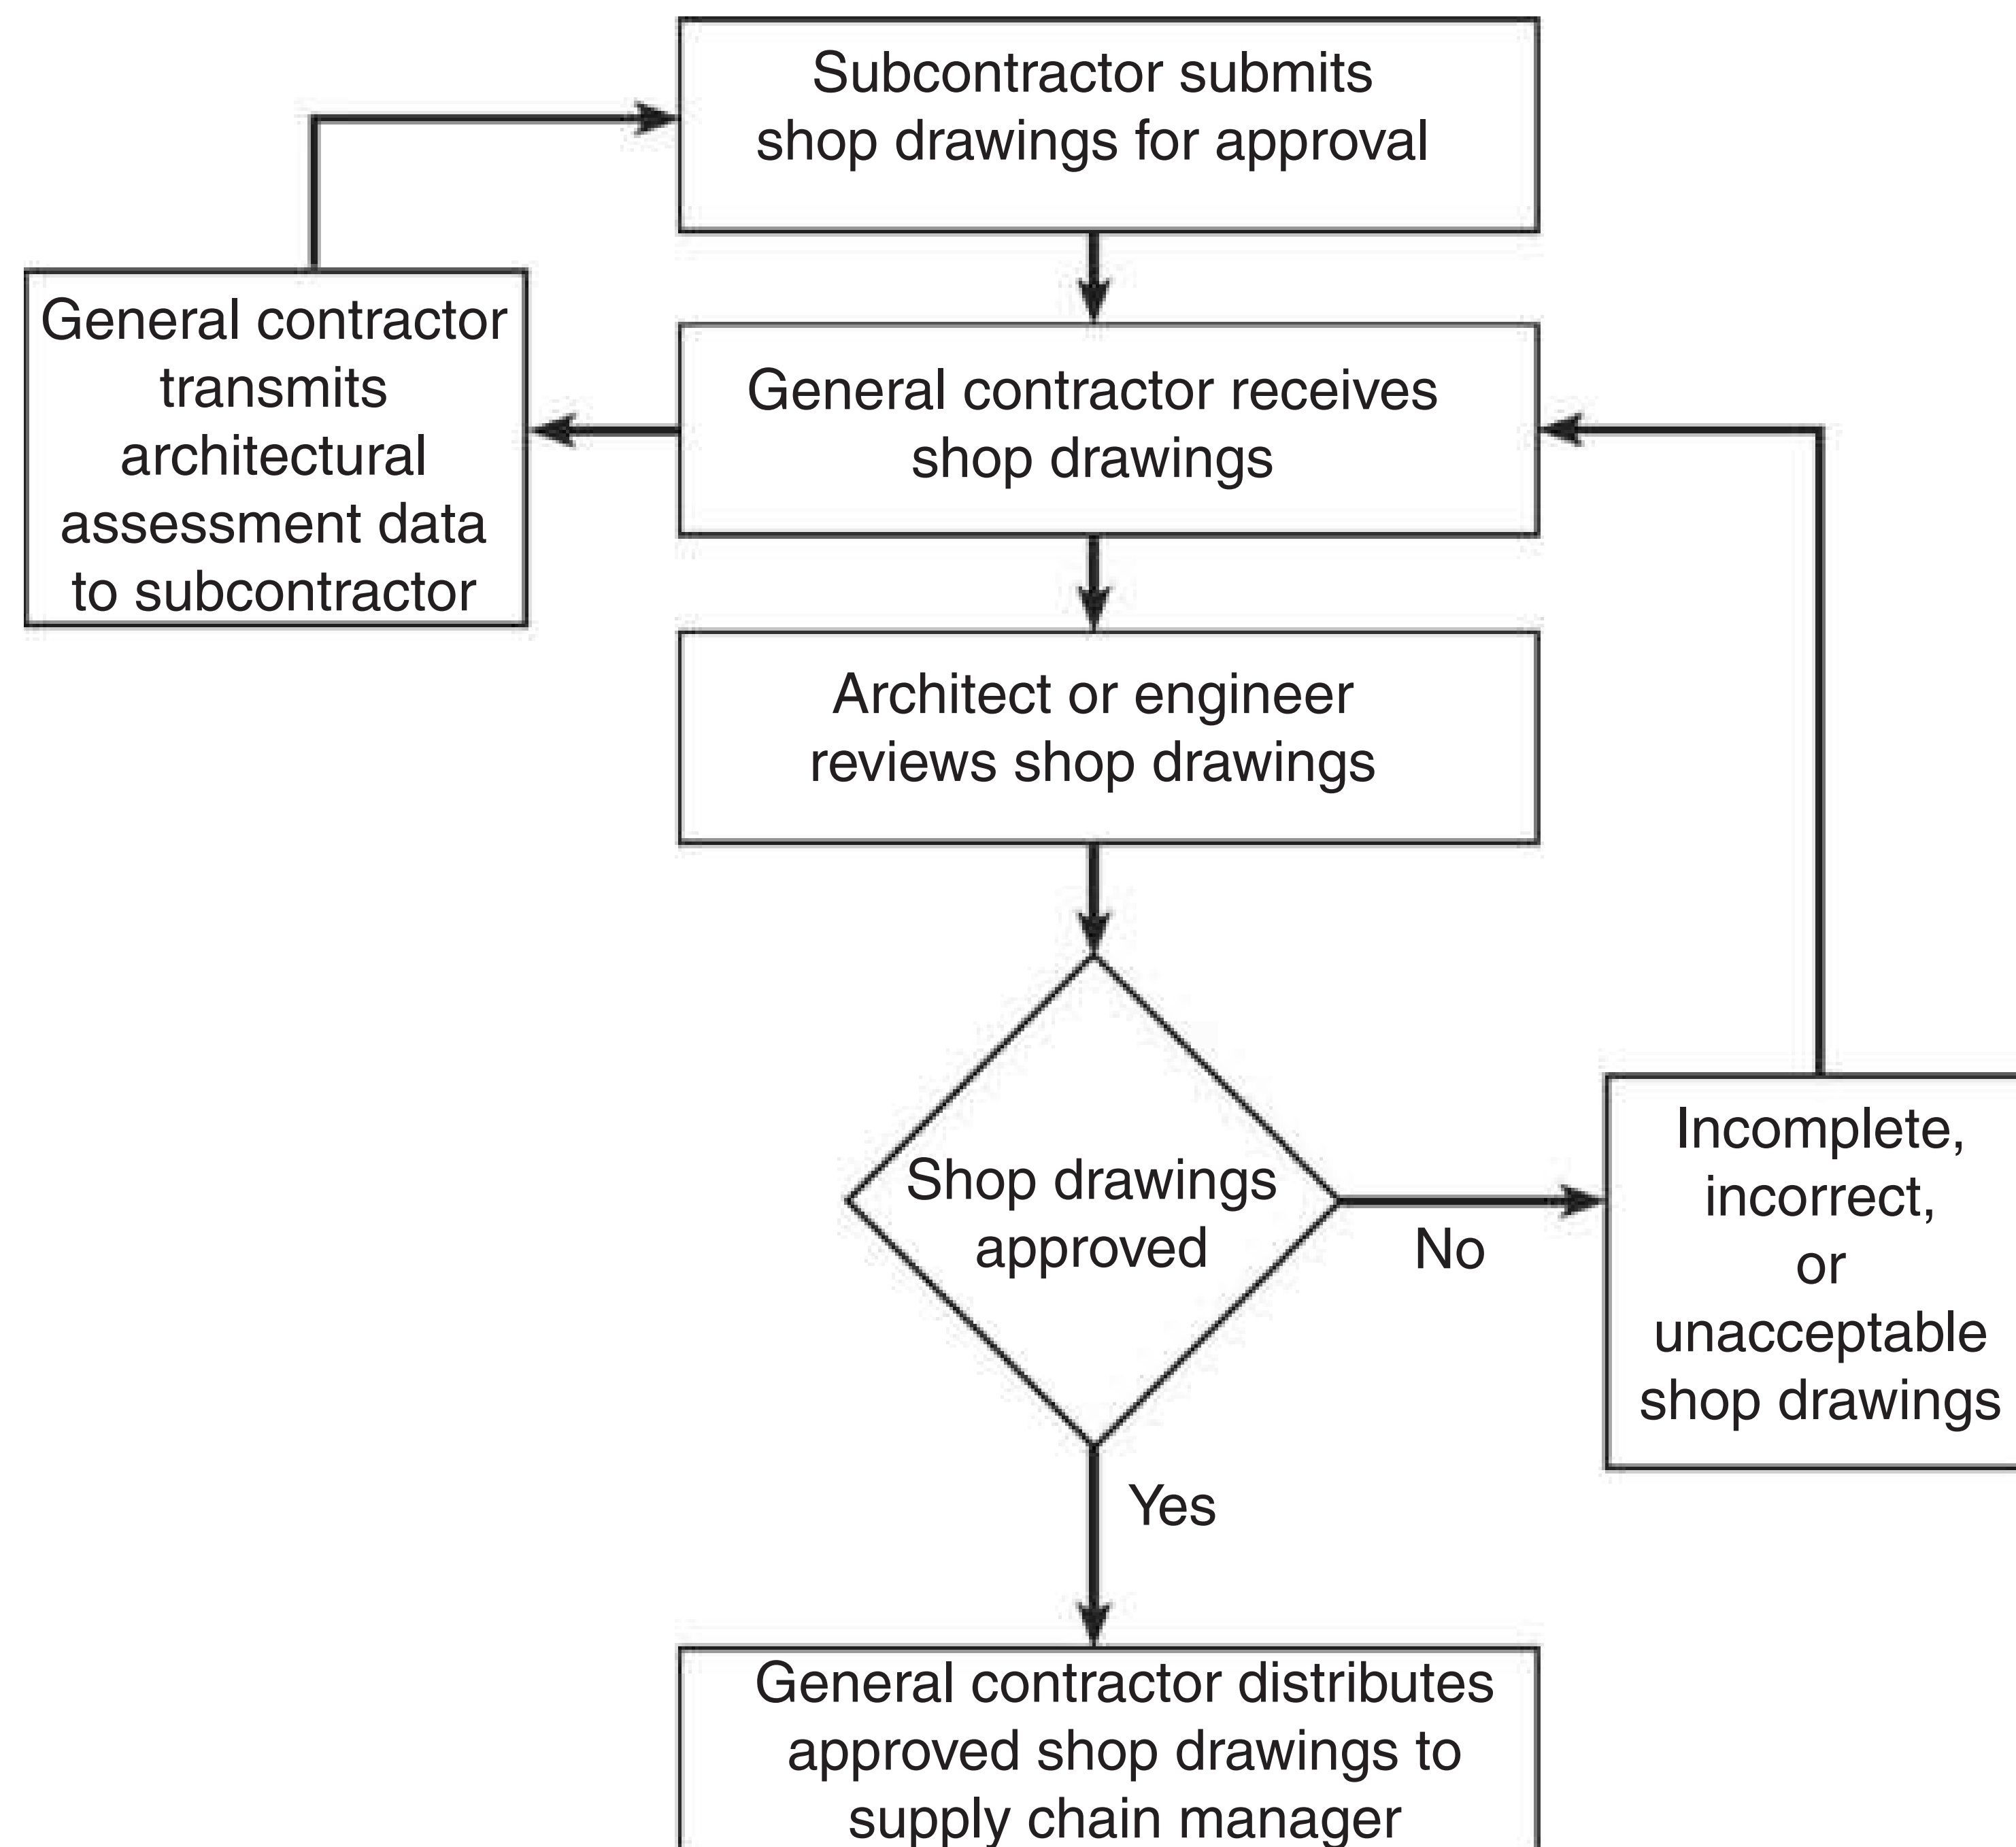 Subcontractor submits
shop drawings for approval
General contractor
transmits
architectural
assessment data
to subcontractor
General contractor receives
shop drawings
Architect or engineer
reviews shop drawings
Shop drawings
approved
No
Incomplete,
incorrect,
or
unacceptable
shop drawings
Yes
General contractor distributes
approved shop drawings to
supply chain manager